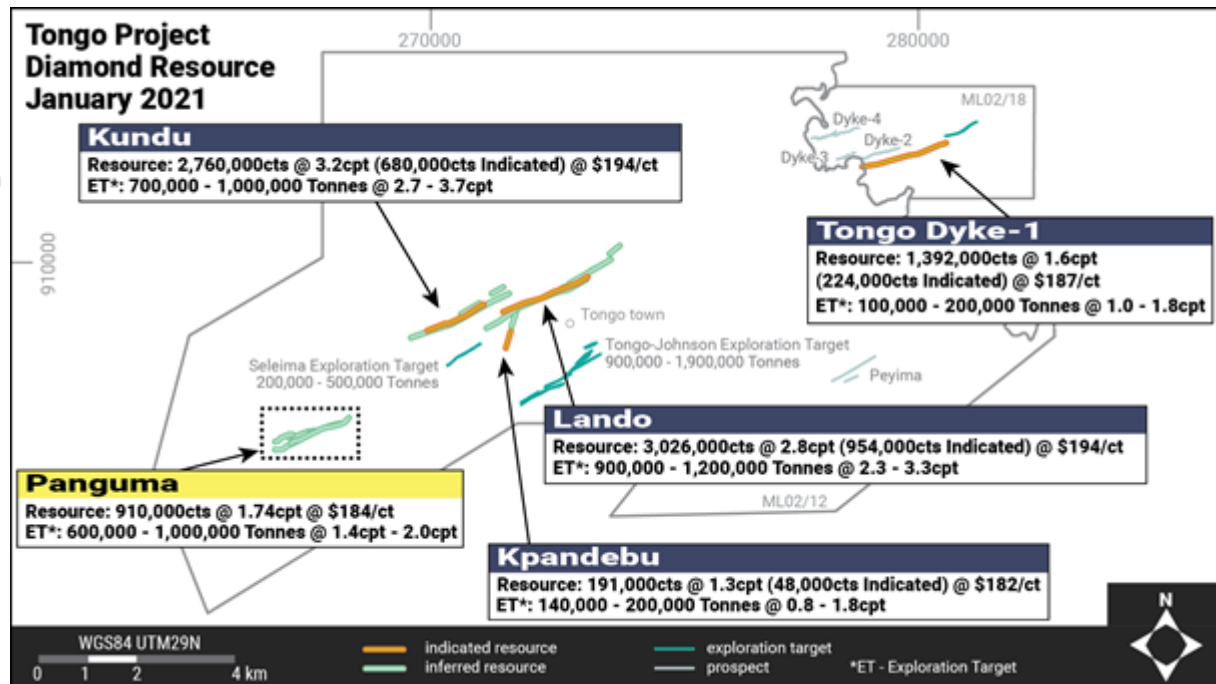 Tongo Project
Diamond Resource
January 2021
270000
280000
910000
ML02/18
Dyke-4
Dyke-2
Dyke-3
Kundu
Resource: 2,760,000cts @ 3.2cpt (680,000cts Indicated) @ $194/ct
ET*: 700,000 - 1,000,000 Tonnes @ 2.7 - 3.7cpt
Tongo Dyke-1
Resource: 1,392,000cts @ 1.6cpt
(224,000cts Indicated) @ $187/ct
ET*: 100,000 - 200,000 Tonnes @ 1.0 - 1.8cpt
Tongo town
Seleima Exploration Target
200,000 - 500,000 Tonnes
Tongo-Johnson Exploration Target
900,000 - 1,900,000 Tonnes
Peyima
Lando
Resource: 3,026,000cts @ 2.8cpt (954,000cts Indicated) @ $194/ct
ET*: 900,000 - 1,200,000 Tonnes @ 2.3 - 3.3cpt
Panguma
Resource: 910,000cts @ 1.74cpt @ $184/ct
ET*: 600,000 - 1,000,000 Tonnes @ 1.4cpt - 2.0cpt
ML02/12
Kpandebu
Resource: 191,000cts @ 1.3cpt (48,000cts Indicated) @ $182/ct
ET*: 140,000 - 200,000 Tonnes @ 0.8 - 1.8cpt
WGS84 UTM29N
0 1 2 4 km
indicated resource
inferred resource
exploration target
prospect
*ET - Exploration Target
N